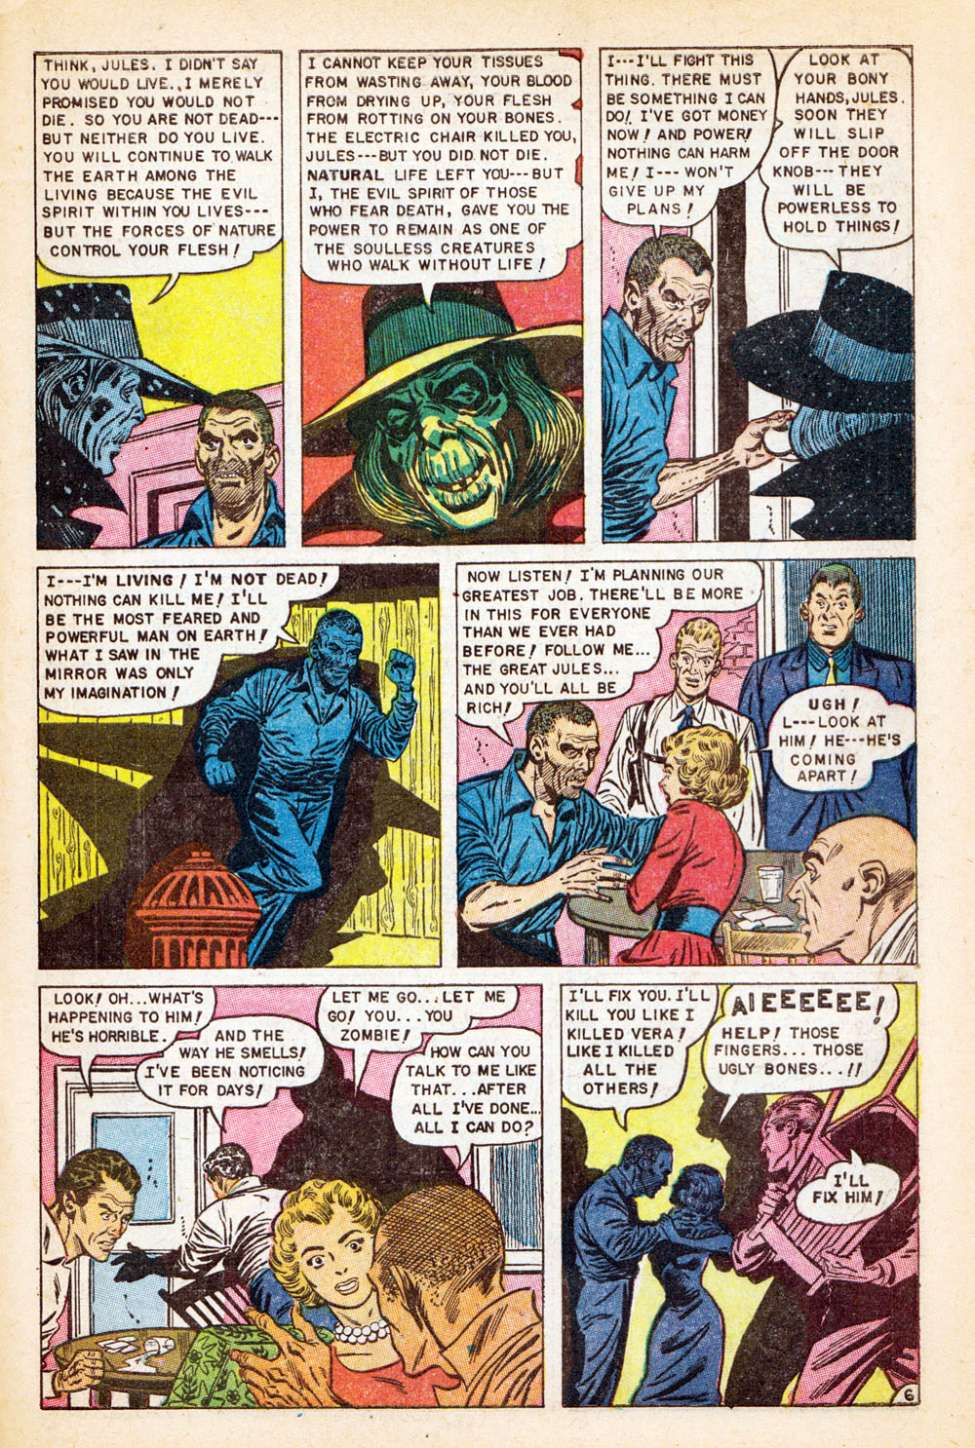 THINK, JULES. I DIDN'T SAY
YOU WOULD LIVE., I MERELY
PROMISED YOU WOULD NOT
DIE. SO YOU ARE NOT DEAD---
BUT NEITHER DO YOU LIVE.
YOU WILL CONTINUE TO WALK
THE EARTH AMONG THE
LIVING BECAUSE THE EVIL
SPIRIT WITHIN YOU LIVES---
BUT THE FORCES OF NATURE
CONTROL YOUR FLESH!
I CANNOT KEEP YOUR TISSUES
FROM WASTING AWAY, YOUR BLOOD
FROM DRYING UP, YOUR FLESH
FROM ROTTING ON YOUR BONES.
THE ELECTRIC CHAIR KILLED YOU,
JULES---BUT YOU DID NOT DIE.
NATURAL LIFE LEFT YOU---BUT
I, THE EVIL SPIRIT OF THOSE
WHO FEAR DEATH, GAVE YOU THE
POWER TO REMAIN AS ONE OF
THE SOULLESS CREATURES
WHO WALK WITHOUT LIFE!
I---I'LL FIGHT THIS
THING. THERE MUST
BE SOMETHING I CAN
DO!. I'VE GOT MONEY
NOW! AND POWER!
NOTHING CAN HARM
ME! I---WON'T
GIVE UP MY
PLANS!
LOOK AT
YOUR BONY
HANDS, JULES.
SOON THEY
WILL SLIP
OFF THE DOOR
KNOB---THEY
WILL BE
POWERLESS TO
HOLD THINGS!
I---I'M LIVING! I'M NOT DEAD!
NOTHING CAN KILL ME! I'LL
BE THE MOST FEARED AND
POWERFUL MAN ON EARTH!
WHAT I SAW IN THE
MIRROR WAS ONLY
MY IMAGINATION!
NOW LISTEN! I'M PLANNING OUR
GREATEST JOB. THERE'LL BE MORE
IN THIS FOR EVERYONE
THAN WE EVER HAD
BEFORE! FOLLOW ME...
THE GREAT JULES...
AND YOU'LL ALL BE
RICH!
UGH!
L---LOOK AT
HIM! HE---HE'S
COMING
APART!
LOOK! OH...WHAT'S
HAPPENING TO HIM!
HE'S HORRIBLE.
AND THE
WAY HE SMELLS!
I'VE BEEN NOTICING
IT FOR DAYS!
LET ME GO...LET ME
GO! YOU...YOU
ZOMBIE!
HOW CAN YOU
TALK TO ME LIKE
THAT...AFTER
ALL I'VE DONE...
ALL I CAN DO?
I'LL FIX YOU. I'LL
KILL YOU LIKE I
KILLED VERA!
LIKE I KILLED
ALL THE
OTHERS!
AIEEEEEE!
HELP! THOSE
FINGERS... THOSE
UGLY BONES...!!
I'LL
FIX HIM!
6